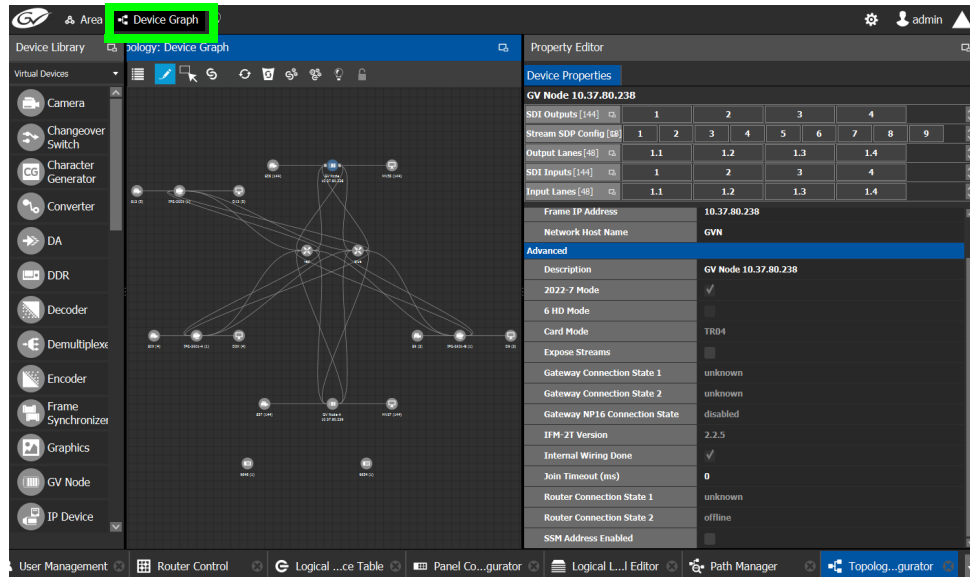 GV Area Device Graph admin
Device Library
pology: Device Graph
Property Editor
Virtual Devices
Camera
Changeover
Switch
Character
Generator
Converter
DA
DDR
Decoder
Demultiplexe
Encoder
Frame
Synchronizer
Graphics
GV Node
IP Device
CG
Device Properties
GV Node 10.37.80.238
SDI Outputs [144] 1 2 3 4
Stream SDP Config 1 2 3 4 5 6 7 8 9
Output Lanes [48] 1.1 1.2 1.3 1.4
SDI Inputs [144] 1 2 3 4
Input Lanes [48] 1.1 1.2 1.3 1.4
Frame IP Address 10.37.80.238
Network Host Name GVN
Advanced
Description GV Node 10.37.80.238
2022-7 Mode
6 HD Mode
Card Mode TR04
Expose Streams
Gateway Connection State 1 unknown
Gateway Connection State 2 unknown
Gateway NP16 Connection State disabled
IFM-2T Version 2.2.5
Internal Wiring Done
Join Timeout (ms) 0
Router Connection State 1 unknown
Router Connection State 2 offline
SSM Address Enabled
User Management Router Control Logical ...ce Table Panel Co...gurator Logical L...l Editor Path Manager Topolog...gurator